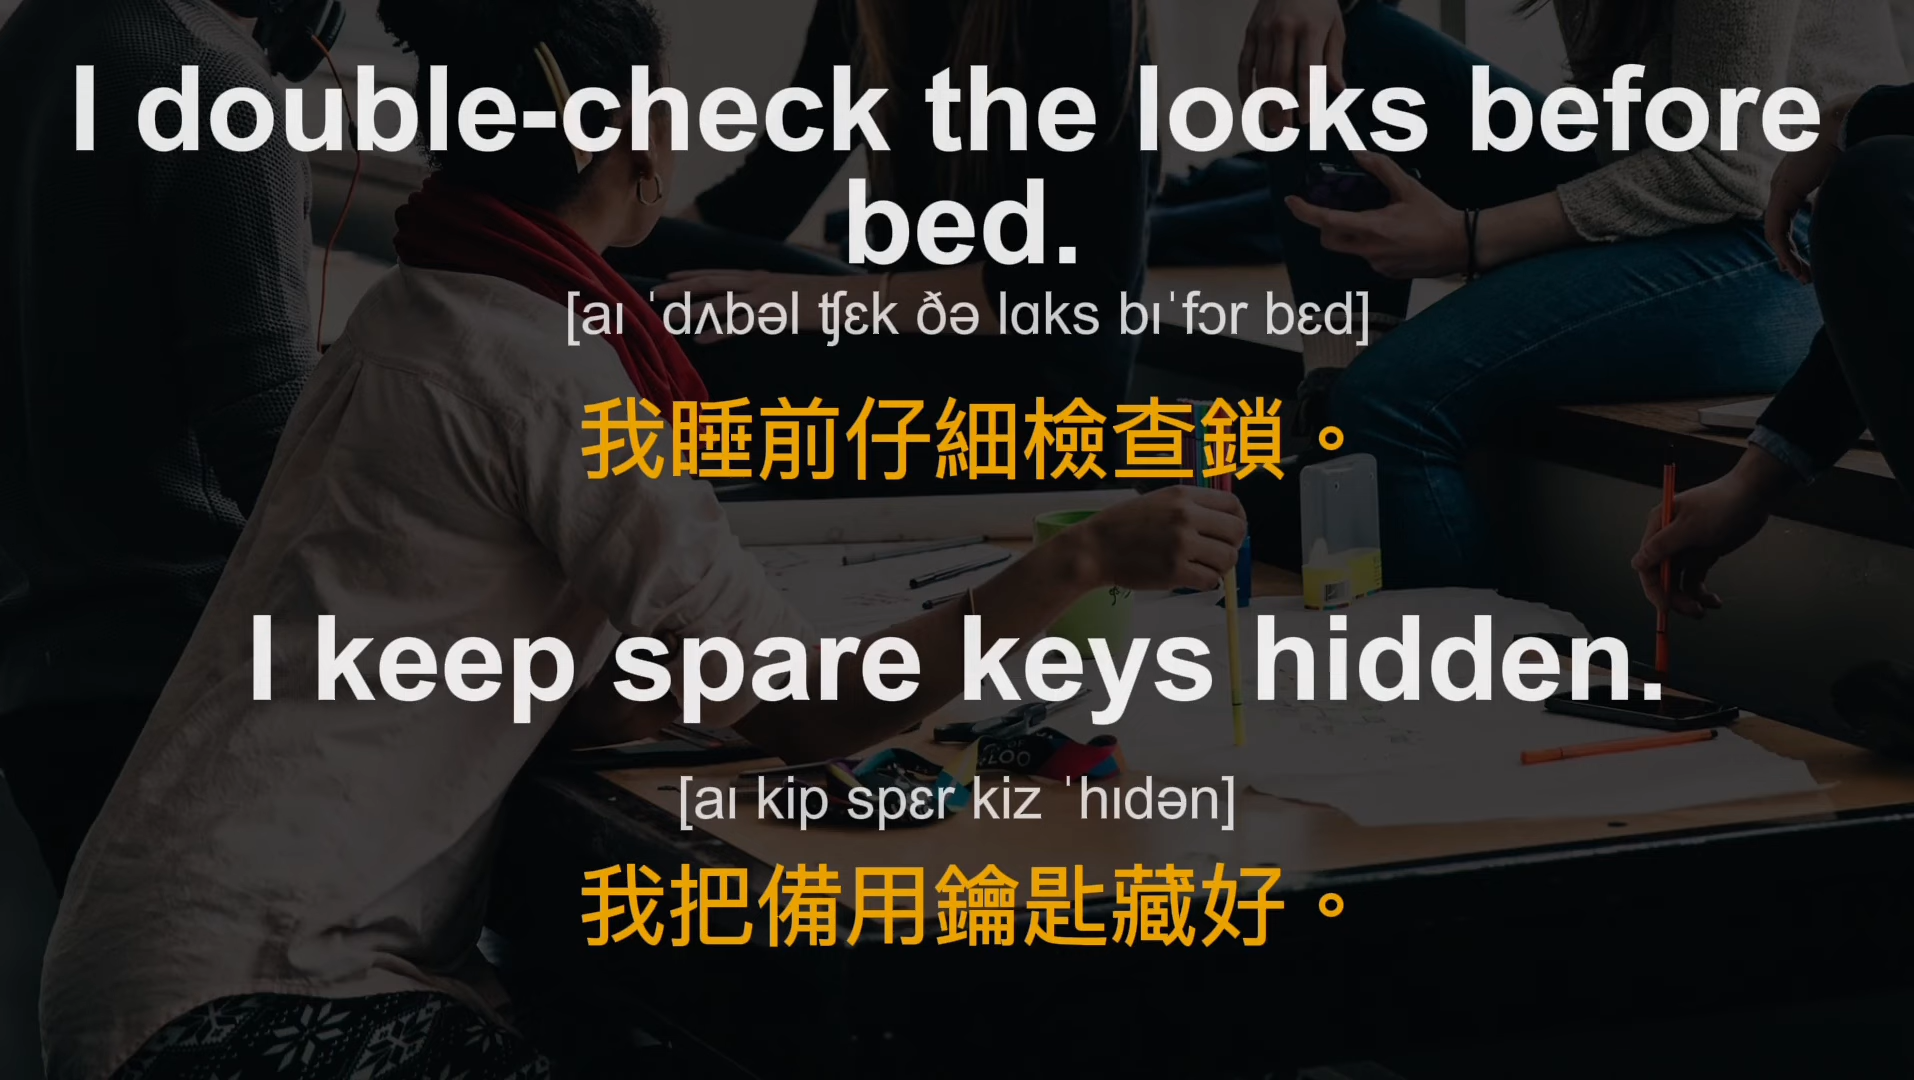 I double-check the locks before
bed.
[aɪ ˈdʌbəl ʧɛk ðə lɑks bɪˈfɔr bɛd]
我睡前仔細檢查鎖。
I keep spare keys hidden.
[aɪ kip spɛr kiz ˈhɪdən]
我把備用鑰匙藏好。